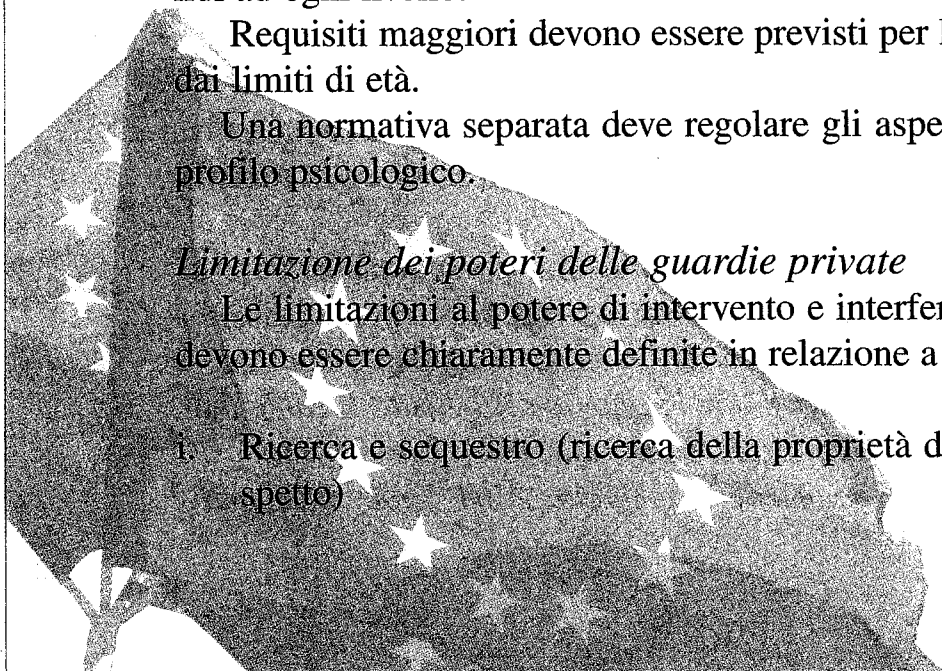 ad ogni
Requisiti maggiori devono essere previsti per
dai limiti di età.
Una normativa separata deve regolare gli aspe
profilo psicologico.
Limitazione dei poteri delle guardie private
Le limitazioni al potere di intervento e interfer
devono essere chiaramente definite in relazione a
i. Ricerca e sequestro (ricerca della proprietà d
spetto)